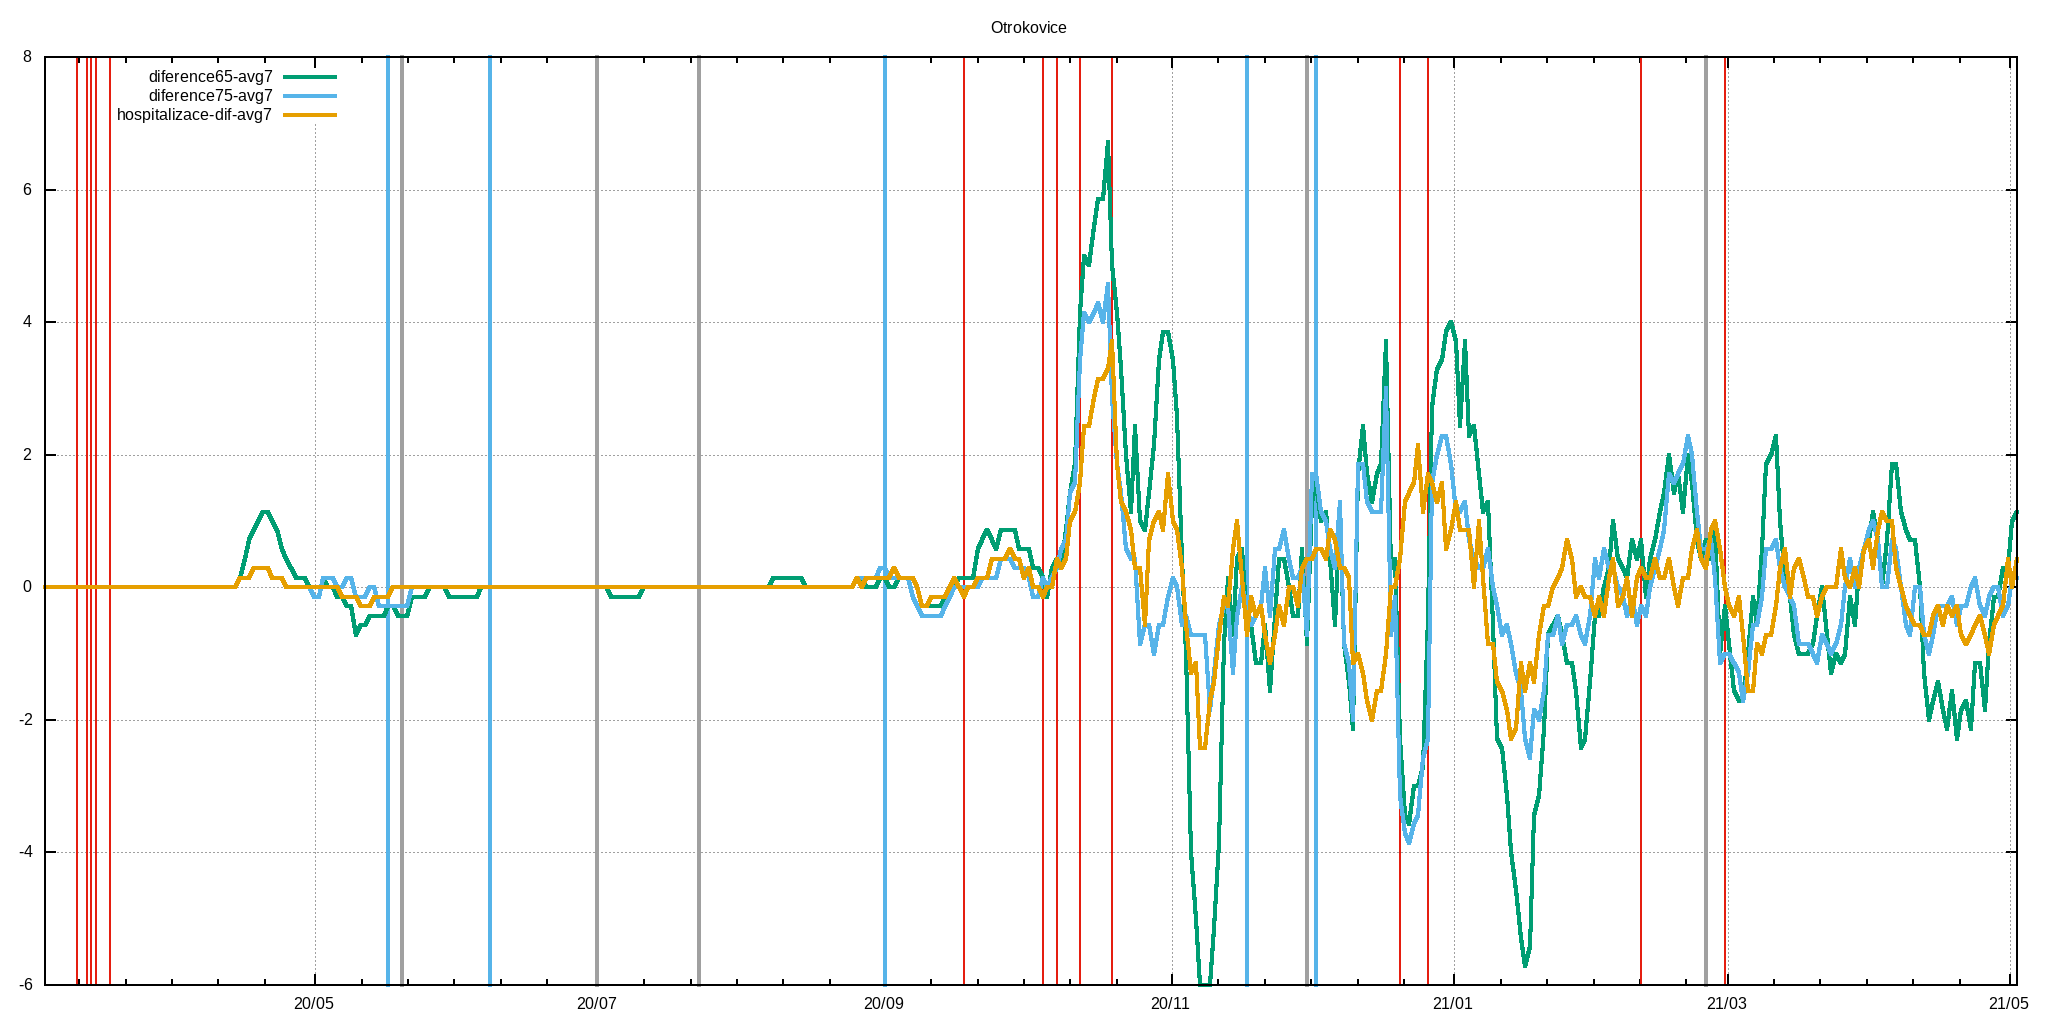 Otrokovice
8
diference65-avg7
diference75-avg7
hospitalizace-dif-avg7
6
4
2
0
-2
-4
-6
20/05 20/07 20/09 20/11 21/01 21/03 21/05